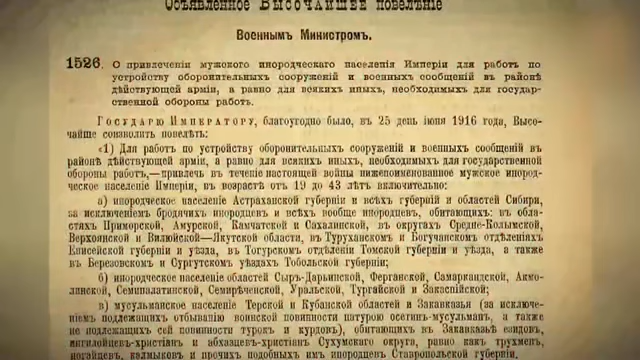 Объявленное Высочайшее повелѣніе
Военнымъ Министромъ.
1526. О привлеченіи мужского инородческаго населенія Имперіи для работъ по
устройству оборонительныхъ сооруженій и военныхъ сообщеній въ районѣ
дѣйствующей арміи, а равно для всякихъ иныхъ, необходимыхъ для государ-
ственной обороны работъ.
Государю Императору, благоугодно было, въ 25 день іюня 1916 года, Высо-
чайше соизволить повелѣть:
«1) Для работъ по устройству оборонительныхъ сооруженій и военныхъ сообщеній въ
районѣ дѣйствующей арміи, а равно для всякихъ иныхъ, необходимыхъ для государственной
обороны работъ,—привлечь въ теченіе настоящей войны нижепоименованное мужское инород-
ческое населеніе Имперіи, въ возрастѣ отъ 19 до 43 лѣтъ включительно:
а) инородческое населеніе Астраханской губерніи и всѣхъ губерній и областей Сибири,
за исключеніемъ бродячихъ инородцевъ и всѣхъ вообще инородцевъ, обитающихъ: въ обла-
стяхъ Приморской, Амурской, Камчатской и Сахалинской, въ округахъ Средне-Колымскомъ,
Верхоянскомъ и Вилюйскомъ—Якутской области, въ Туруханскомъ и Богучанскомъ отдѣленіяхъ
Енисейской губерніи и уѣзда, въ Тогурскомъ отдѣленіи Томской губерніи и уѣзда, а также
въ Березовскомъ и Сургутскомъ уѣздахъ Тобольской губерніи;
б) инородческое населеніе областей Сыръ-Дарьинской, Ферганской, Самаркандской, Акмо-
линской, Семипалатинской, Семирѣченской, Уральской, Тургайской и Закаспійской;
в) мусульманское населеніе Терской и Кубанской областей и Закавказья (за исключе-
ніемъ подлежащихъ отбыванію воинской повинности натурою осетинъ-мусульманъ, а также
не подлежащихъ сей повинности турокъ и курдовъ), обитающихъ въ Закавказьѣ езидовъ,
ингилойцевъ-христіанъ и абхазцевъ-христіанъ Сухумскаго округа, равно какъ трухменъ,
ногайцевъ, калмыковъ и прочихъ подобныхъ имъ инородцевъ Ставропольской губерніи;